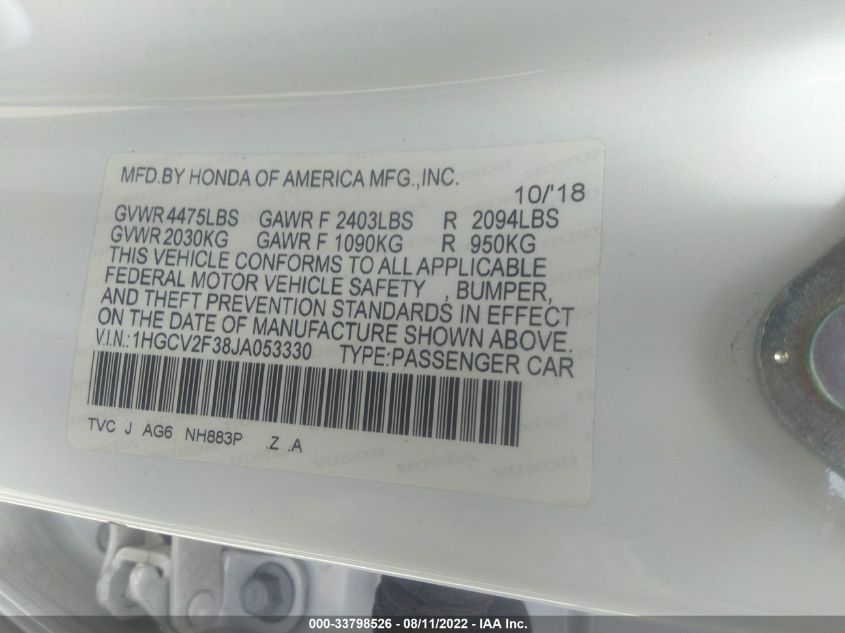 MFD.BY HONDA OF AMERICA MFG.,INC.
10/'18
GVWR 4475LBS GAWR F 2403LBS R 2094LBS
GVWR 2030KG GAWR F 1090KG R 950KG
THIS VEHICLE CONFORMS TO ALL APPLICABLE
FEDERAL MOTOR VEHICLE SAFETY , BUMPER,
AND THEFT PREVENTION STANDARDS IN EFFECT
ON THE DATE OF MANUFACTURE SHOWN ABOVE.
V.I.N.: 1HGCV2F38JA053330 TYPE:PASSENGER CAR
TVC J AG6 NH883P .Z .A
000-33798526 - 08/11/2022 - IAA Inc.